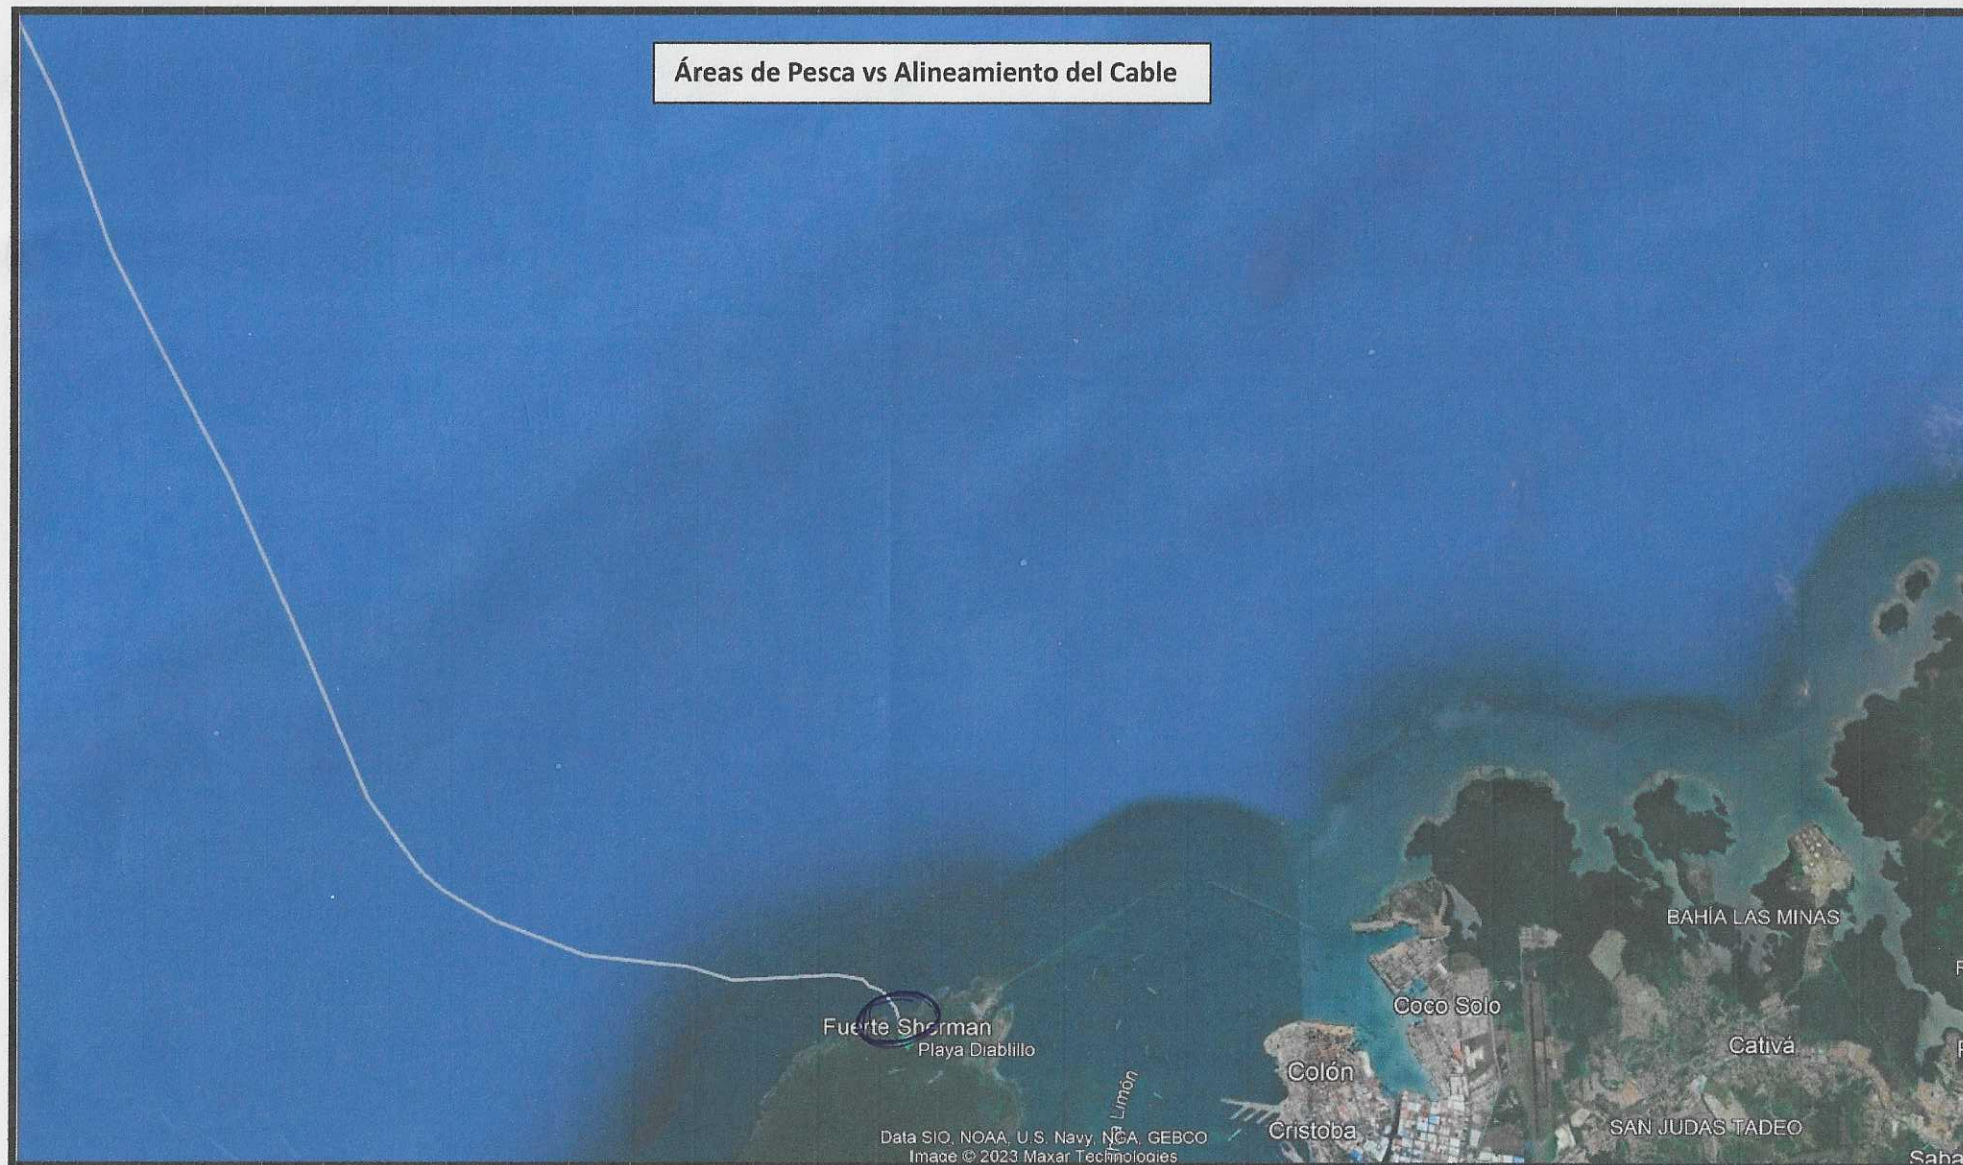 Áreas de Pesca vs Alineamiento del Cable
BAHÍA LAS MINAS
Coco Solo
Fuerte Sherman
Playa Diablillo
Cativá
Colón
Limón
SAN JUDAS TADEO
Cristoba
Data SIO, NOAA, U.S. Navy, NGA, GEBCO
Image © 2023 Maxar Technologies
Saba